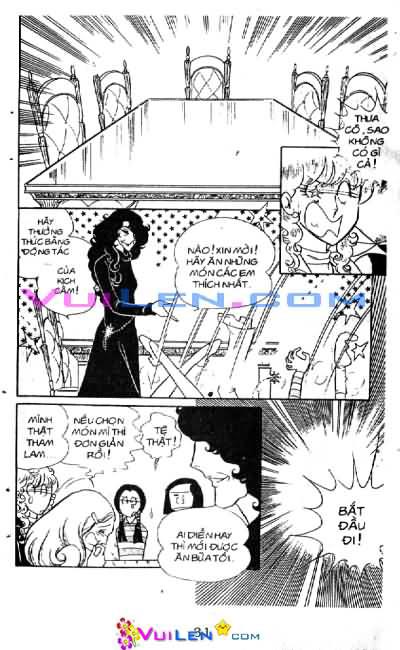 THƯA
CÔ, SAO
KHÔNG
CÓ GÌ
CẢ!
HÃY
THƯỞNG
THỨC BẰNG
ĐỘNG TÁC
CỦA
KỊCH
CÂM!
NÀO! XIN MỜI!
HÃY ĂN NHỮNG
MÓN CÁC EM
THÍCH NHẤT.
VUILEN.COM
MÌNH
THẬT
THAM
LAM...
NẾU CHỌN
MÓN MÌ THÌ
ĐƠN GIẢN
RỒI!
TỆ
THẬT!
AI DIỄN HAY
THÌ MỚI ĐƯỢC
ĂN BỮA TỐI.
BẮT
ĐẦU
ĐI!
31
VUILEN.COM